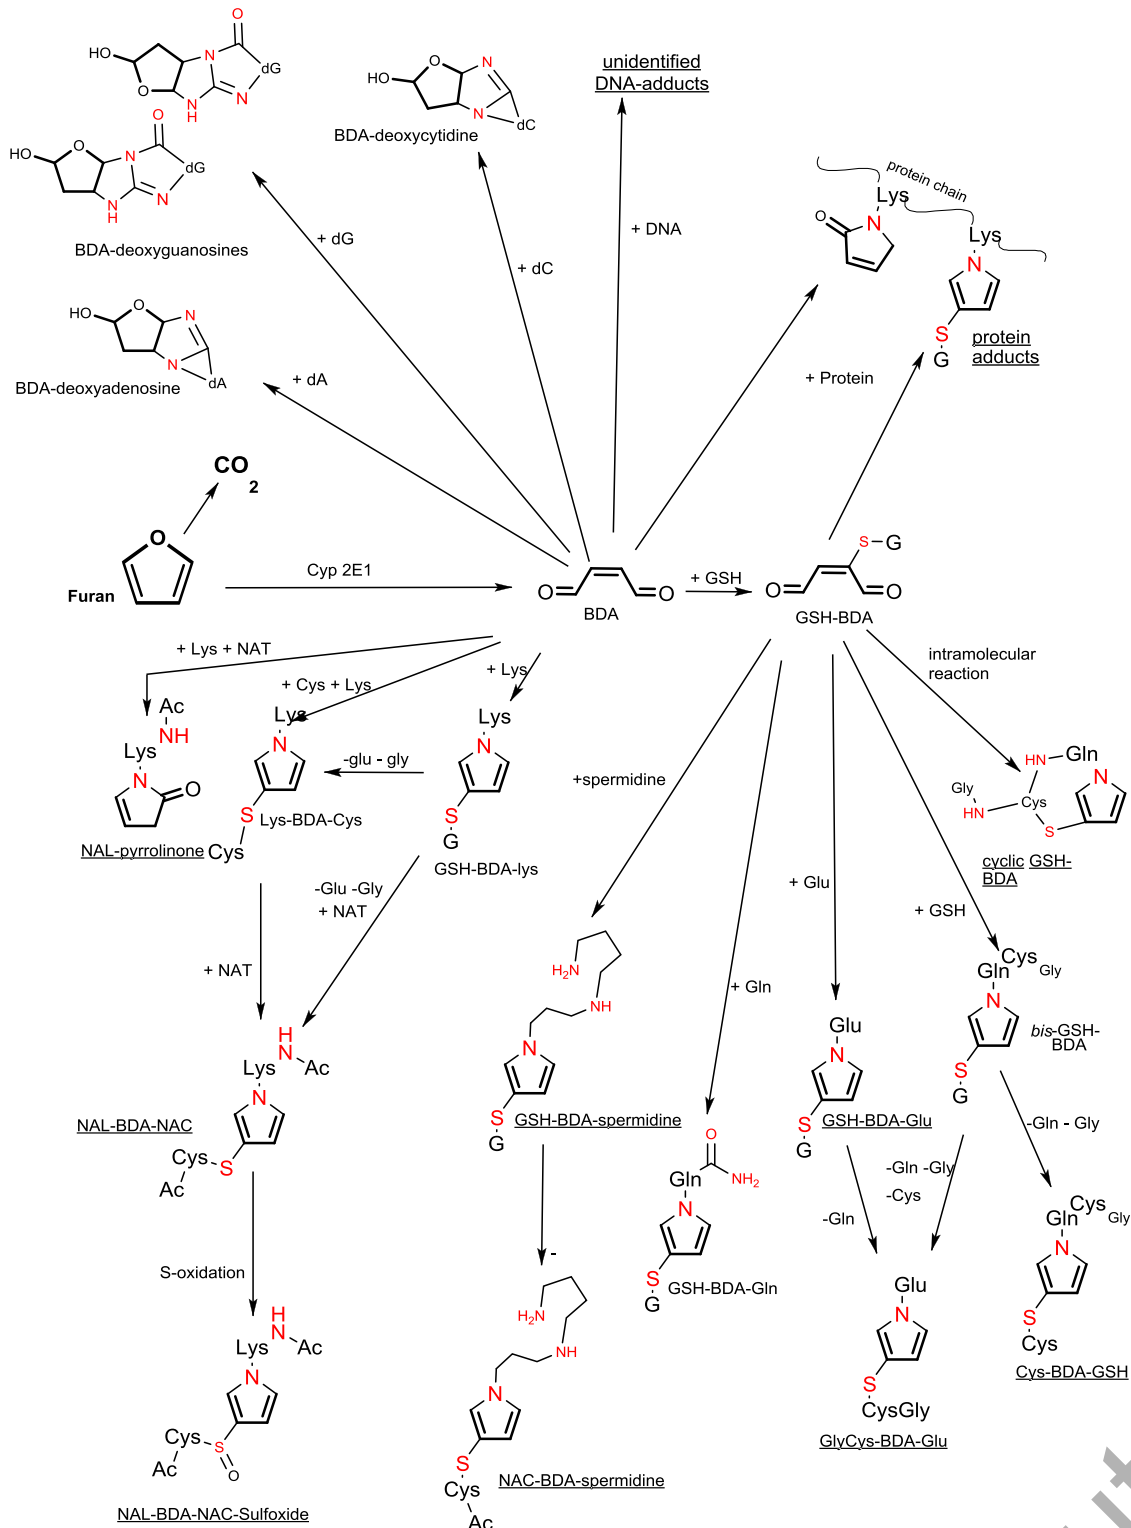 O
HO
N
dG
O
N
N
H
O
HO
O
N
dG
N
N
H
BDA-deoxyguanosines
O
N
HO
N
dC
BDA-deoxycytidine
unidentified
DNA-adducts
protein chain
Lys
O
N
Lys
N
S
G
protein
adducts
+ dG
+ dC
+ DNA
+ Protein
O
HO
N
N
dA
BDA-deoxyadenosine
+ dA
CO
2
O
Furan
Cyp 2E1
O
O
BDA
+ GSH
S
G
O
O
GSH-BDA
+ Lys + NAT
+ Cys + Lys
+ Lys
intramolecular
reaction
Ac
NH
Lys
N
O
NAL-pyrrolinone
Lys
N
S
Lys-BDA-Cys
Cys
-glu - gly
Lys
N
S
G
GSH-BDA-lys
+spermidine
HN
Gln
Gly
HN
Cys
N
S
cyclic GSH-
BDA
-Glu -Gly
+ NAT
+ NAT
+ Glu
+ GSH
+ Gln
H2N
NH
N
S
G
GSH-BDA-spermidine
Glu
N
S
G
GSH-BDA-Glu
Cys
Gln
Gly
N
bis-GSH-
BDA
S
G
H
N
Lys
Ac
N
NAL-BDA-NAC
Cys
S
Ac
O
Gln
NH2
N
S
G
GSH-BDA-Gln
-Gln - Gly
-Gln -Gly
-Cys
-Gln
S-oxidation
-
Cys
Gln
Gly
N
S
Cys
Cys-BDA-GSH
Glu
N
S
CysGly
GlyCys-BDA-Glu
H
N
Lys
Ac
N
Cys
S
Ac
O
NAL-BDA-NAC-Sulfoxide
H2N
NH
N
S
Cys
Ac
NAC-BDA-spermidine